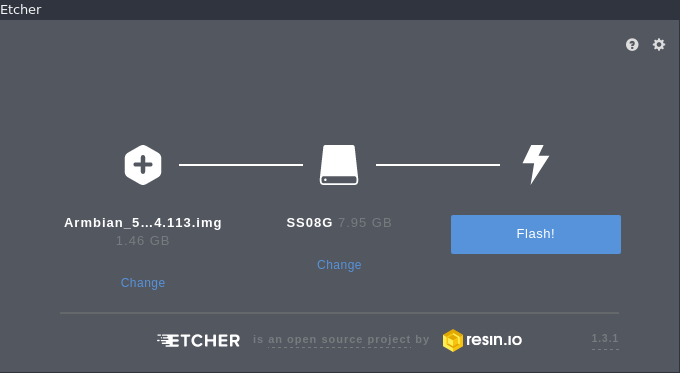 Etcher
Armbian_5...4.113.img
1.46 GB
Change
SS08G 7.95 GB
Change
Flash!
ETCHER is an open source project by resin.io
1.3.1